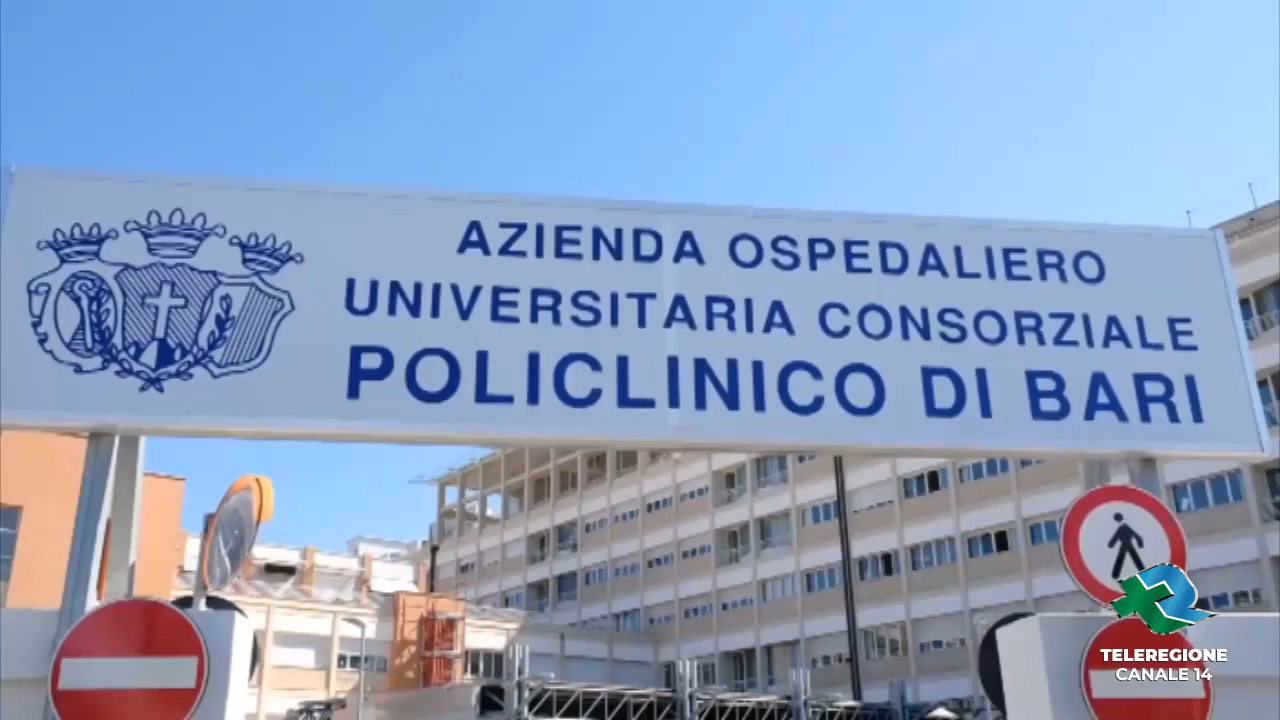 AZIENDA OSPEDALIERO
UNIVERSITARIA CONSORZIALE
POLICLINICO DI BARI
TELEREGIONE
CANALE 14